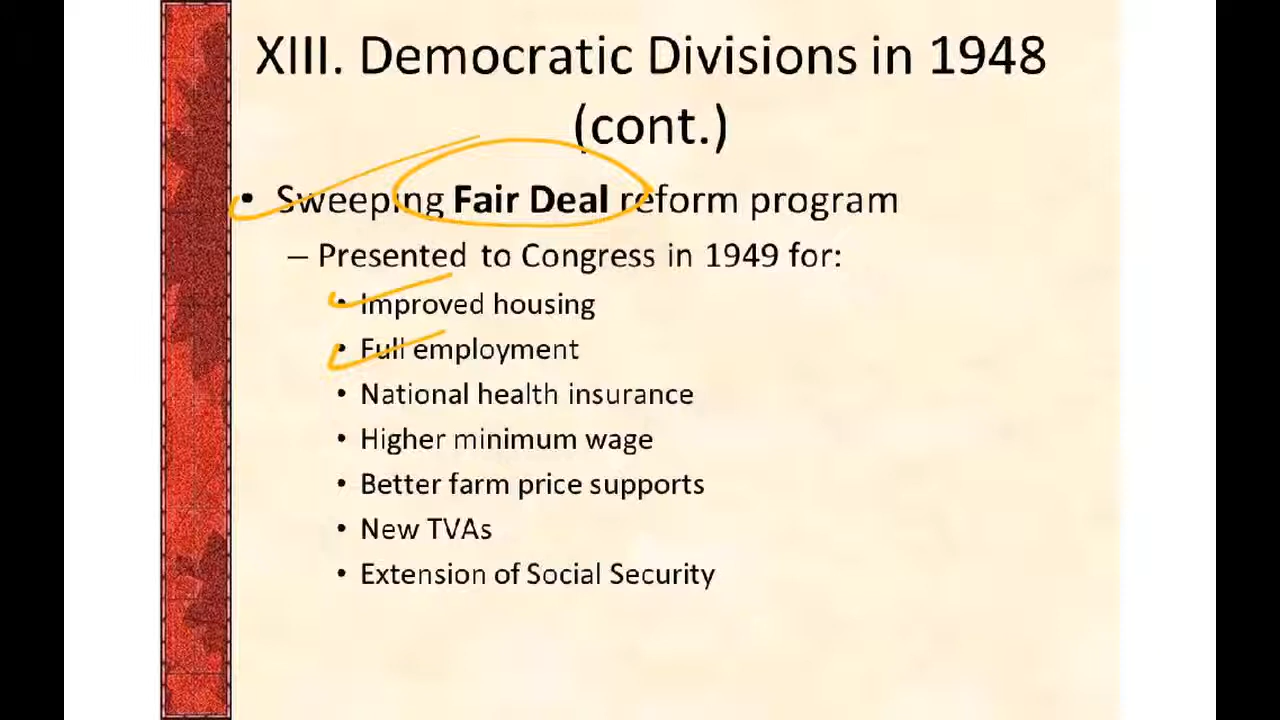 XIII. Democratic Divisions in 1948
(cont.)
• Sweeping Fair Deal reform program
– Presented to Congress in 1949 for:
• Improved housing
• Full employment
• National health insurance
• Higher minimum wage
• Better farm price supports
• New TVAs
• Extension of Social Security